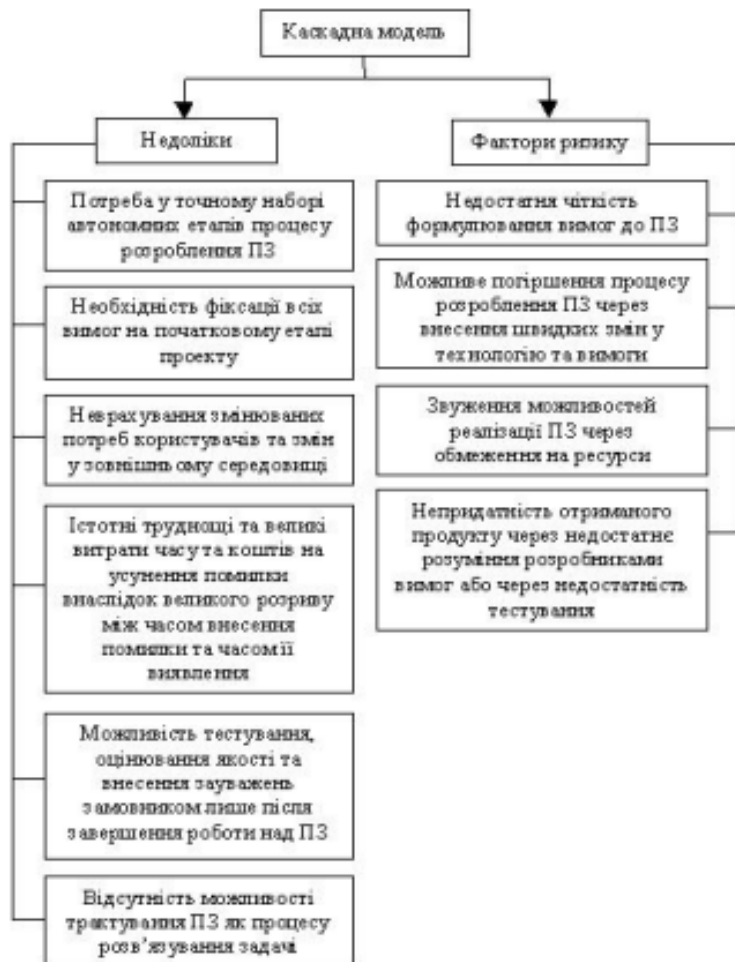 Каскадна модель
Недоліки
Потреба у точному наборі
автономних етапів процесу
розроблення ПЗ
Необхідність фіксації всіх
вимог на початковому етапі
проекту
Неврахування змінюваних
потреб користувачів та змін
у зовнішньому середовищі
Істотні труднощі та великі
витрати часу та коштів на
усунення помилки
внаслідок великого розриву
між часом внесення
помилки та часом її
виявлення
Можливість тестування,
оцінювання якості та
внесення зауважень
замовником лише після
завершення роботи над ПЗ
Відсутність можливості
трактування ПЗ як процесу
розв'язування задачі
Фактори ризику
Недостатня чіткість
формулювання вимог до ПЗ
Можливе погіршення процесу
розроблення ПЗ через
внесення швидких змін у
технологію та вимоги
Звуження можливостей
реалізації ПЗ через
обмеження на ресурси
Непридатність отриманого
продукту через недостатнє
розуміння розробниками
вимог або через недостатність
тестування